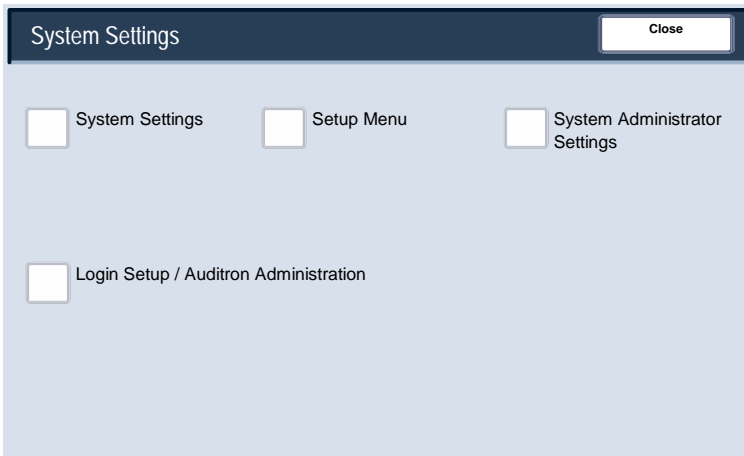 System Settings
Close
System Settings
Setup Menu
System Administrator
Settings
Login Setup / Auditron Administration